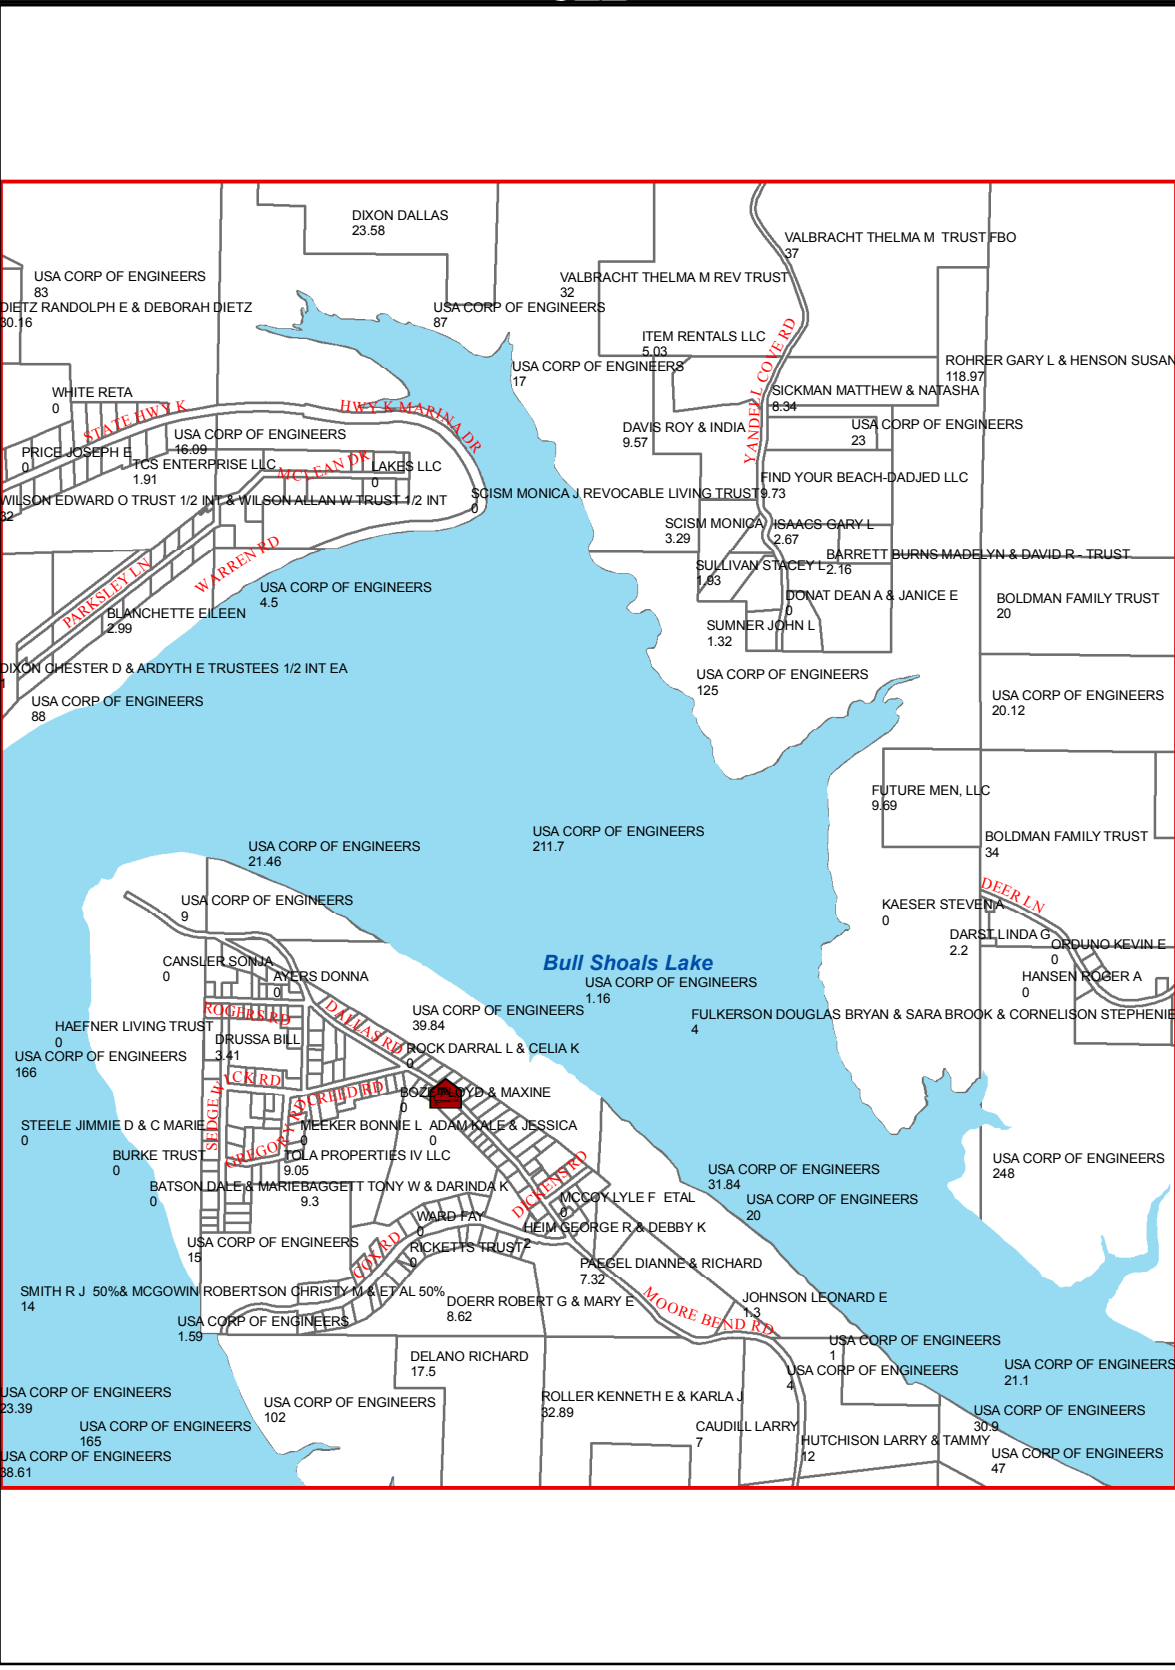 DIXON DALLAS
23.58
VALBRACHT THELMA M TRUST FBO
37
USA CORP OF ENGINEERS
83
VALBRACHT THELMA M REV TRUST
32
DIETZ RANDOLPH E & DEBORAH DIETZ
30.16
USA CORP OF ENGINEERS
87
ITEM RENTALS LLC
5.03
YANDELL COVE RD
ROHRER GARY L & HENSON SUSAN
118.97
USA CORP OF ENGINEERS
17
SICKMAN MATTHEW & NATASHA
8.34
WHITE RETA
0
STATE HWY K
HWY K MARINA DR
USA CORP OF ENGINEERS
16.09
DAVIS ROY & INDIA
9.57
USA CORP OF ENGINEERS
23
PRICE JOSEPH E
0
TCS ENTERPRISE LLC
1.91
MCLEAN DR
LAKES LLC
0
FIND YOUR BEACH-DADJED LLC
9.73
WILSON EDWARD O TRUST 1/2 INT & WILSON ALLAN W TRUST 1/2 INT
32
SCISM MONICA J REVOCABLE LIVING TRUST
0
SCISM MONICA
3.29
ISAACS GARY L
2.67
BARRETT BURNS MADELYN & DAVID R - TRUST
2.16
SULLIVAN STACEY L
1.93
PARKSLEY LN
WARREN RD
USA CORP OF ENGINEERS
4.5
DONAT DEAN A & JANICE E
0
BOLDMAN FAMILY TRUST
20
BLANCHETTE EILEEN
2.99
SUMNER JOHN L
1.32
DIXON CHESTER D & ARDYTH E TRUSTEES 1/2 INT EA
1
USA CORP OF ENGINEERS
125
USA CORP OF ENGINEERS
88
USA CORP OF ENGINEERS
20.12
FUTURE MEN, LLC
9.69
USA CORP OF ENGINEERS
211.7
BOLDMAN FAMILY TRUST
34
USA CORP OF ENGINEERS
21.46
DEER LN
USA CORP OF ENGINEERS
9
KAESER STEVEN A
0
DARST LINDA G
2.2
ORDUNO KEVIN E
0
CANSLER SONJA
0
AYERS DONNA
0
Bull Shoals Lake
USA CORP OF ENGINEERS
1.16
HANSEN ROGER A
0
ROGERS RD
DALLAS RD
USA CORP OF ENGINEERS
39.84
FULKERSON DOUGLAS BRYAN & SARA BROOK & CORNELISON STEPHENIE
4
HAEFNER LIVING TRUST
0
DRUSSA BILL
3.41
ROCK DARRAL L & CELIA K
0
USA CORP OF ENGINEERS
166
SEDGE WICK RD
CREED RD
BOZE FLOYD & MAXINE
0
STEELE JIMMIE D & C MARIE
0
GREGORY RD
MEEKER BONNIE L
0
ADAM KALE & JESSICA
0
BURKE TRUST
0
TOLA PROPERTIES IV LLC
9.05
DICKENS RD
USA CORP OF ENGINEERS
31.84
USA CORP OF ENGINEERS
248
BATSON DALE & MARIE
0
BAGGETT TONY W & DARINDA K
9.3
MCCOY LYLE F ETAL
0
USA CORP OF ENGINEERS
20
WARD FAY
0
HEIM GEORGE R & DEBBY K
2
USA CORP OF ENGINEERS
15
COX RD
RICKETTS TRUST
0
PAEGEL DIANNE & RICHARD
7.32
SMITH R J 50%& MCGOWIN ROBERTSON CHRISTY M & ET AL 50%
14
DOERR ROBERT G & MARY E
8.62
MOORE BEND RD
JOHNSON LEONARD E
1.3
USA CORP OF ENGINEERS
1.59
USA CORP OF ENGINEERS
1
DELANO RICHARD
17.5
USA CORP OF ENGINEERS
4
USA CORP OF ENGINEERS
21.1
USA CORP OF ENGINEERS
23.39
USA CORP OF ENGINEERS
102
ROLLER KENNETH E & KARLA J
32.89
USA CORP OF ENGINEERS
30.9
USA CORP OF ENGINEERS
165
CAUDILL LARRY
7
HUTCHISON LARRY & TAMMY
12
USA CORP OF ENGINEERS
38.61
USA CORP OF ENGINEERS
47